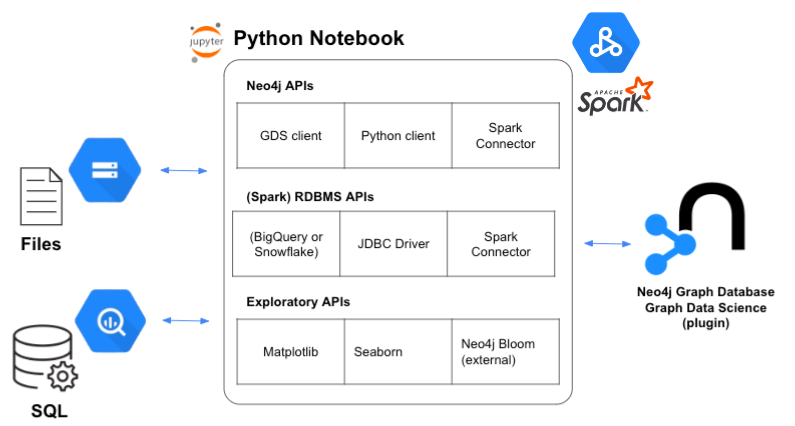 jupyter
Python Notebook
APACHE
Spark
Neo4j APIs
GDS client
Python client
Spark
Connector
(Spark) RDBMS APIs
(BigQuery or
Snowflake)
JDBC Driver
Spark
Connector
Exploratory APIs
Matplotlib
Seaborn
Neo4j Bloom
(external)
Files
SQL
Neo4j Graph Database
Graph Data Science
(plugin)